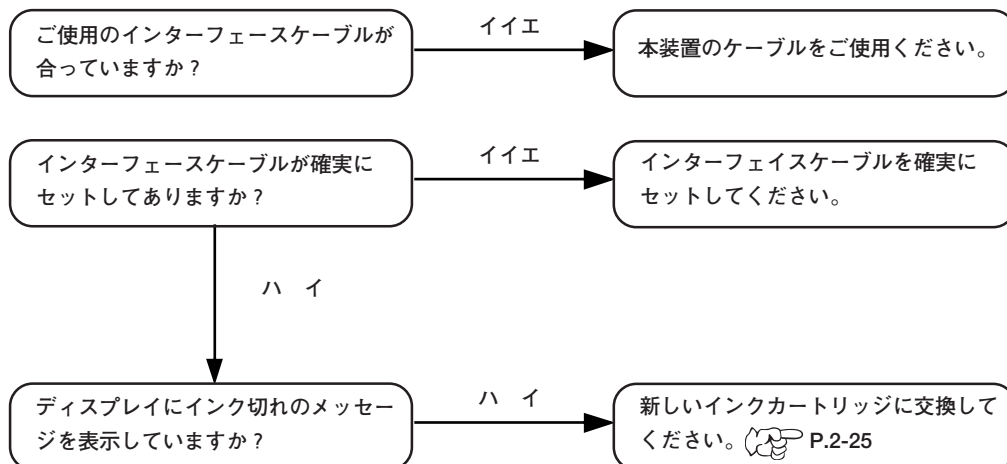 ご使用のインターフェースケーブルが
合っていますか？
イイエ
本装置のケーブルをご使用ください。
インターフェースケーブルが確実に
セットしてありますか？
イイエ
インターフェイスケーブルを確実に
セットしてください。
ハ　イ
ディスプレイにインク切れのメッセー
ジを表示していますか？
ハ　イ
新しいインクカートリッジに交換して
ください。 P.2-25